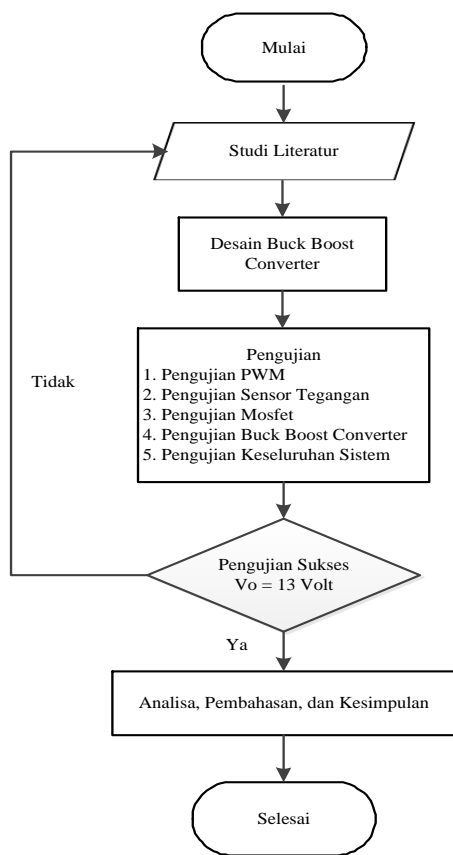 Mulai
Studi Literatur
Desain Buck Boost
Converter
Pengujian
1. Pengujian PWM
2. Pengujian Sensor Tegangan
3. Pengujian Mosfet
4. Pengujian Buck Boost Converter
5. Pengujian Keseluruhan Sistem
Tidak
Pengujian Sukses
Vo = 13 Volt
Ya
Analisa, Pembahasan, dan Kesimpulan
Selesai